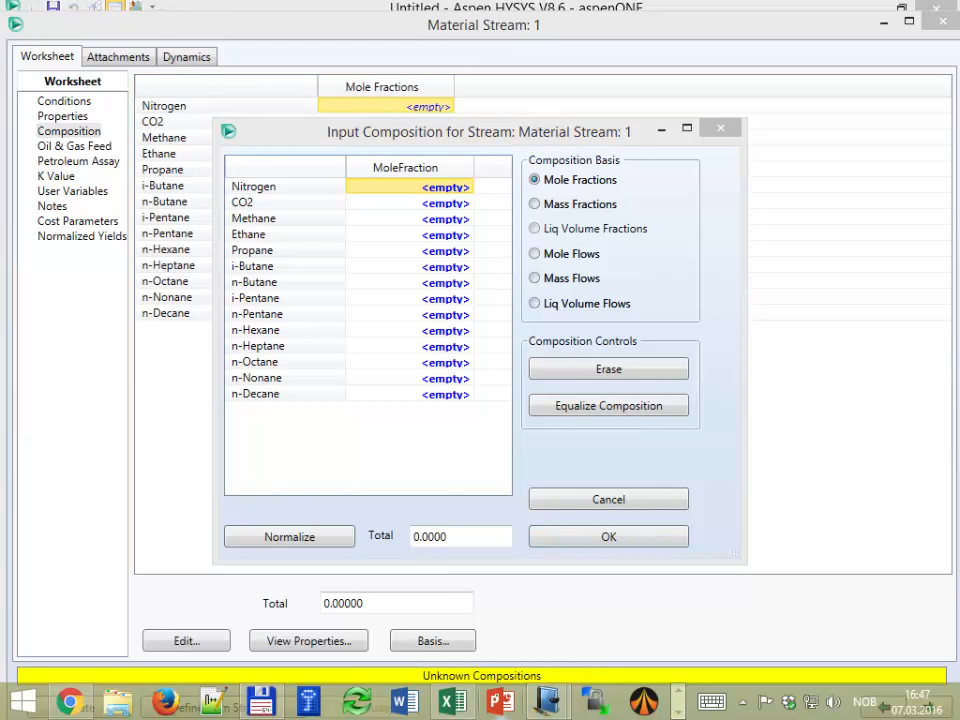 Untitled - Aspen HYSYS V8.6 - aspenONE
Material Stream: 1
Worksheet
Attachments
Dynamics
Worksheet
Conditions
Properties
Composition
Oil & Gas Feed
Petroleum Assay
K Value
User Variables
Notes
Cost Parameters
Normalized Yields
Mole Fractions
Nitrogen <empty>
CO2
Methane
Ethane
Propane
i-Butane
n-Butane
i-Pentane
n-Pentane
n-Hexane
n-Heptane
n-Octane
n-Nonane
n-Decane
Input Composition for Stream: Material Stream: 1
MoleFraction
Nitrogen <empty>
CO2 <empty>
Methane <empty>
Ethane <empty>
Propane <empty>
i-Butane <empty>
n-Butane <empty>
i-Pentane <empty>
n-Pentane <empty>
n-Hexane <empty>
n-Heptane <empty>
n-Octane <empty>
n-Nonane <empty>
n-Decane <empty>
Composition Basis
Mole Fractions
Mass Fractions
Liq Volume Fractions
Mole Flows
Mass Flows
Liq Volume Flows
Composition Controls
Erase
Equalize Composition
Cancel
OK
Normalize
Total 0.0000
Total 0.00000
Edit...
View Properties...
Basis...
Unknown Compositions
NOB
16:47
07.03.2016